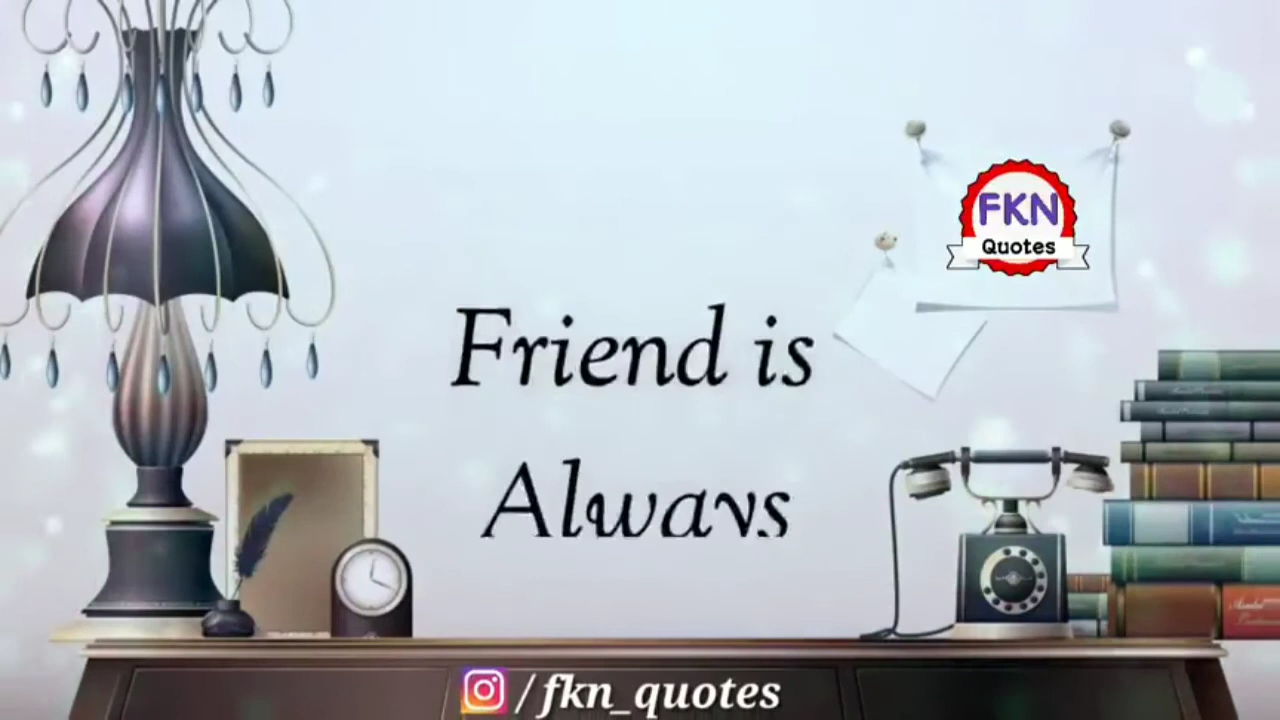 FKN
Quotes
Friend is
Always
/fkn_quotes